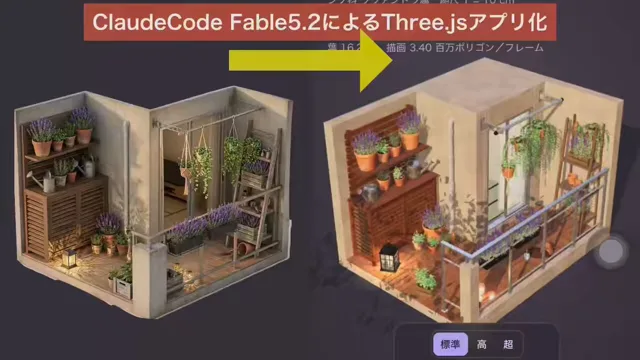 ClaudeCode Fable5.2によるThree.jsアプリ化
描画 3.40 百万ポリゴン／フレーム
標準 高 超